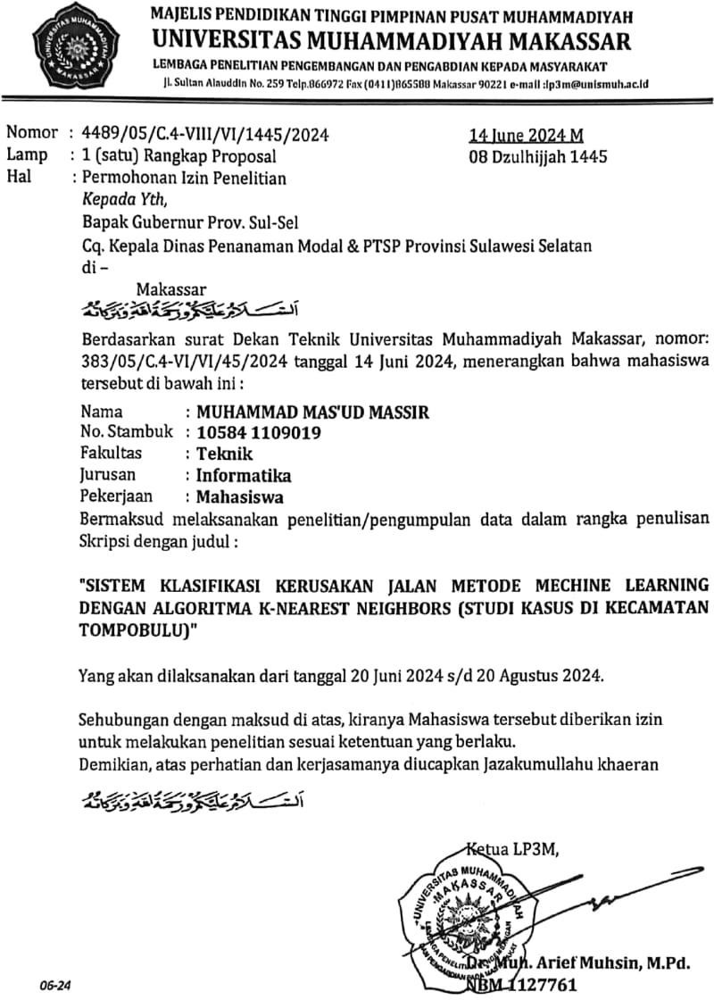 MAJELIS PENDIDIKAN TINGGI PIMPINAN PUSAT MUHAMMADIYAH
UNIVERSITAS MUHAMMADIYAH MAKASSAR
LEMBAGA PENELITIAN PENGEMBANGAN DAN PENGABDIAN KEPADA MASYARAKAT
Jl. Sultan Alauddin No. 259 Telp.866972 Fax (0411)865588 Makassar 90221 e-mail :lp3m@unismuh.ac.id
Nomor : 4489/05/C.4-VIII/VI/1445/2024 14 June 2024 M
Lamp : 1 (satu) Rangkap Proposal 08 Dzulhijjah 1445
Hal : Permohonan Izin Penelitian
Kepada Yth,
Bapak Gubernur Prov. Sul-Sel
Cq. Kepala Dinas Penanaman Modal & PTSP Provinsi Sulawesi Selatan
di –
Makassar
السلام عليكم ورحمة الله وبركاته
Berdasarkan surat Dekan Teknik Universitas Muhammadiyah Makassar, nomor:
383/05/C.4-VI/VI/45/2024 tanggal 14 Juni 2024, menerangkan bahwa mahasiswa
tersebut di bawah ini :
Nama : MUHAMMAD MAS'UD MASSIR
No. Stambuk : 10584 1109019
Fakultas : Teknik
Jurusan : Informatika
Pekerjaan : Mahasiswa
Bermaksud melaksanakan penelitian/pengumpulan data dalam rangka penulisan
Skripsi dengan judul :
"SISTEM KLASIFIKASI KERUSAKAN JALAN METODE MECHINE LEARNING
DENGAN ALGORITMA K-NEAREST NEIGHBORS (STUDI KASUS DI KECAMATAN
TOMPOBULU)"
Yang akan dilaksanakan dari tanggal 20 Juni 2024 s/d 20 Agustus 2024.
Sehubungan dengan maksud di atas, kiranya Mahasiswa tersebut diberikan izin
untuk melakukan penelitian sesuai ketentuan yang berlaku.
Demikian, atas perhatian dan kerjasamanya diucapkan Jazakumullahu khaeran
السلام عليكم ورحمة الله وبركاته
Ketua LP3M,
UNIVERSITAS MUHAMMADIYAH
MAKASSAR
Dr. Muh. Arief Muhsin, M.Pd.
NBM 1127761
06-24